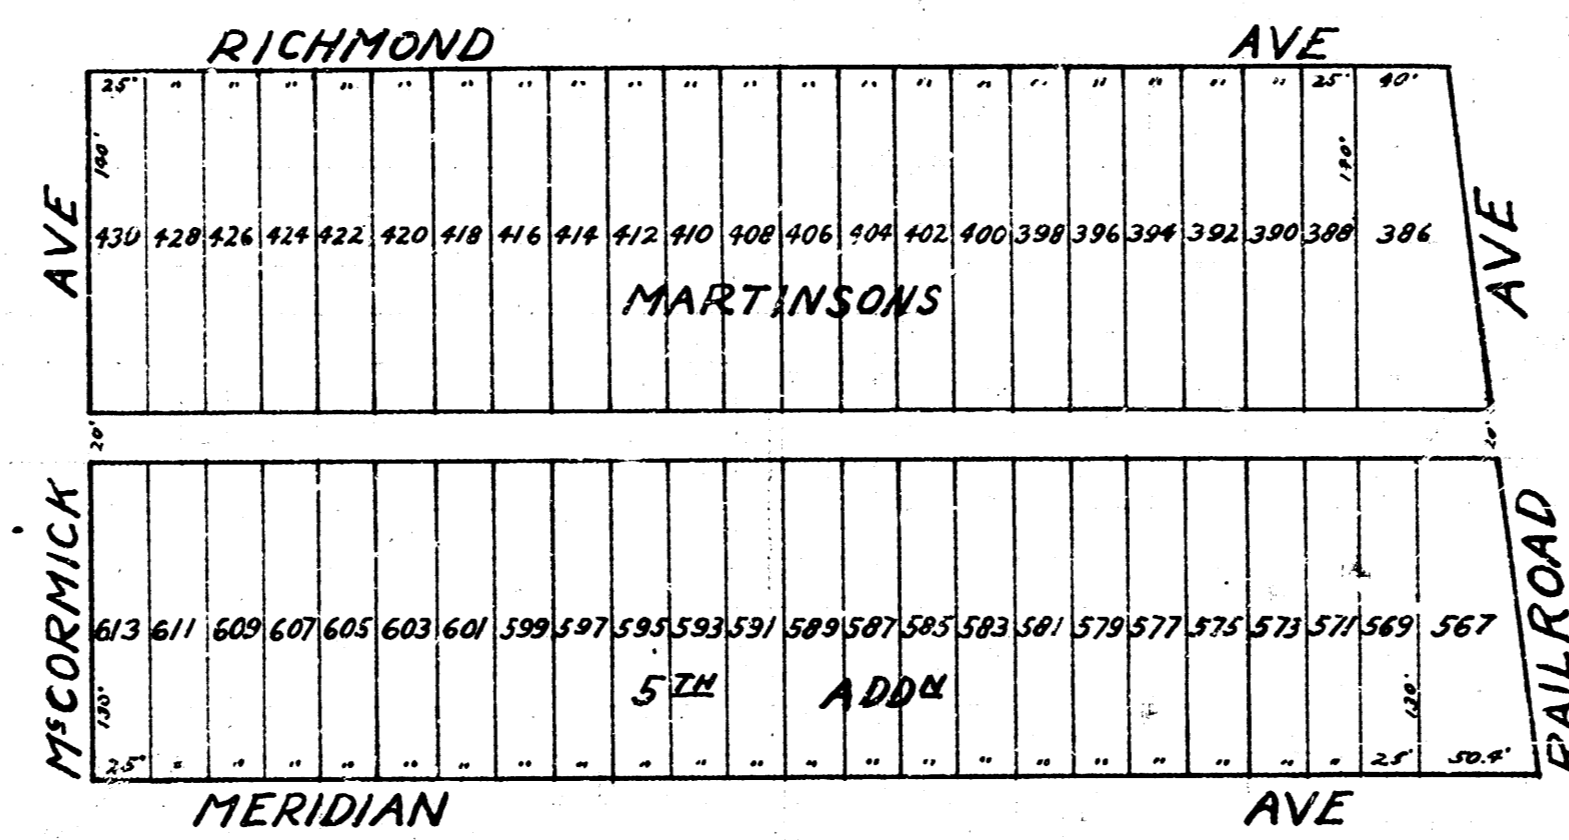 RICHMOND AVE
25' " " " " " " " " " " " " " " " " " " " " 25' 40'
140' 140'
AVE
430 428 426 424 422 420 418 416 414 412 410 408 406 404 402 400 398 396 394 392 390 388 386
AVE
MARTINSONS
20' 20'
McCORMICK
RAILROAD
613 611 609 607 605 603 601 599 597 595 593 591 589 587 585 583 581 579 577 575 573 571 569 567
5TH ADDN
130' 130'
25' " " " " " " " " " " " " " " " " " " " " " 25' 50.4'
MERIDIAN AVE